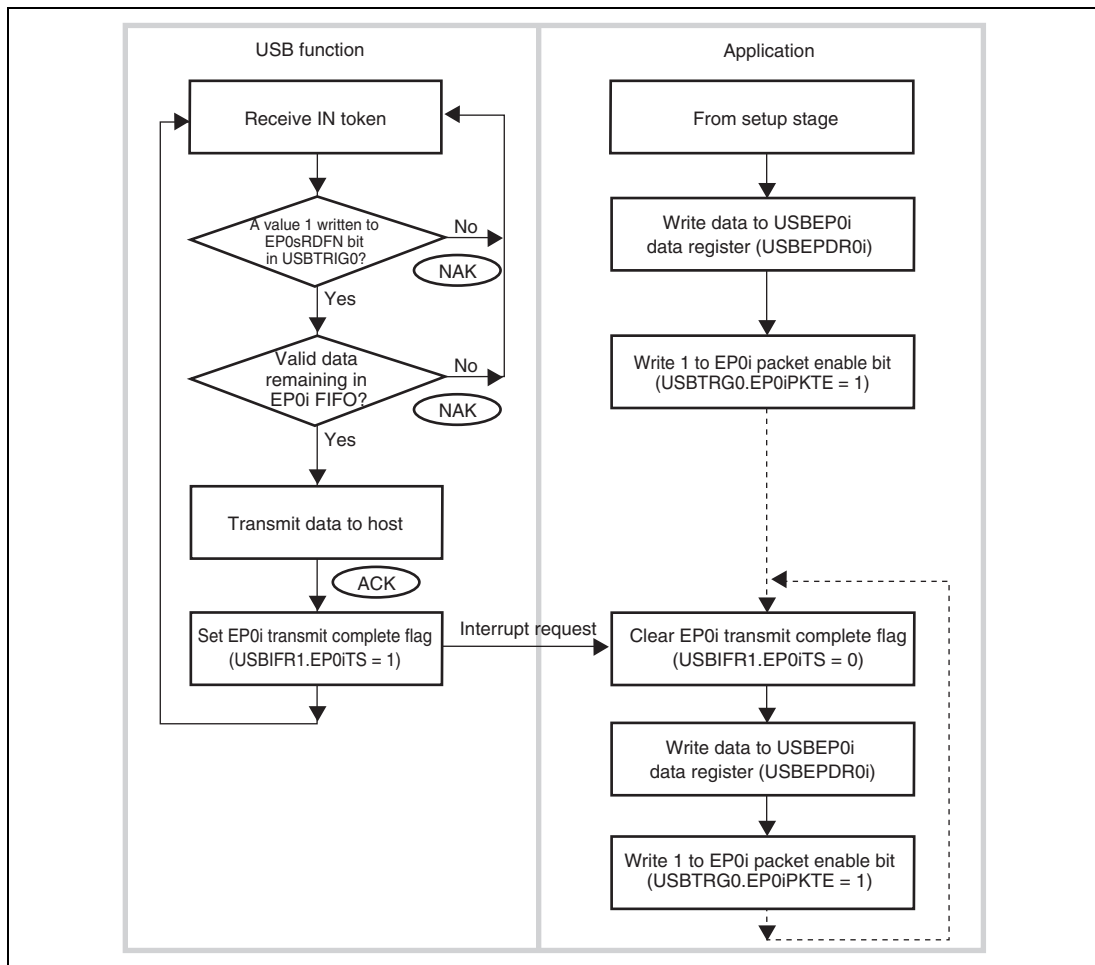 USB function
Receive IN token
A value 1 written to
EP0sRDFN bit
in USBTRIG0?
No
NAK
Yes
Valid data
remaining in
EP0i FIFO?
No
NAK
Yes
Transmit data to host
ACK
Set EP0i transmit complete flag
(USBIFR1.EP0iTS = 1)
Interrupt request
Application
From setup stage
Write data to USBEP0i
data register (USBEPDR0i)
Write 1 to EP0i packet enable bit
(USBTRG0.EP0iPKTE = 1)
Clear EP0i transmit complete flag
(USBIFR1.EP0iTS = 0)
Write data to USBEP0i
data register (USBEPDR0i)
Write 1 to EP0i packet enable bit
(USBTRG0.EP0iPKTE = 1)